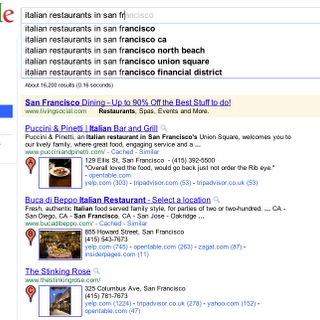 le
italian restaurants in san francisco
italian restaurants in san francisco
italian restaurants in san francisco ca
italian restaurants in san francisco north beach
italian restaurants in san francisco union square
italian restaurants in san francisco financial district
About 16,200 results (0.16 seconds)
San Francisco Dining - Up to 90% Off the Best Stuff to do!
www.livingsocial.com Restaurants, Spas, Events and More.
Puccini & Pinetti | Italian Bar and Grill
Puccini & Pinetti, an Italian restaurant in San Francisco's Union Square, welcomes you to
our lively family, where great food, engaging service and a ...
www.pucciniandpinetti.com/ - Cached - Similar
129 Ellis St, San Francisco - (415) 392-5500
"Overall loved the food, would go back just not order the Rib eye."
- opentable.com
yelp.com (303) - tripadvisor.com (53) - tripadvisor.co.uk (53)
Buca di Beppo Italian Restaurant - Select a location
Authentic Italian food served family style, for parties of two or two-hundred. ... CA -
San Diego, CA - San Francisco, CA - San Jose - Oakridge ...
www.bucadibeppo.com/ - Cached - Similar
855 Howard Street, San Francisco
(415) 543-7673
yelp.com (745) - opentable.com (263) - zagat.com (87) -
insiderpages.com (11)
The Stinking Rose
www.thestinkingrose.com/
325 Columbus Ave, San Francisco
(415) 781-7673
yelp.com (1224) - tripadvisor.co.uk (278) - yahoo.com (152) -
opentable.com (47)